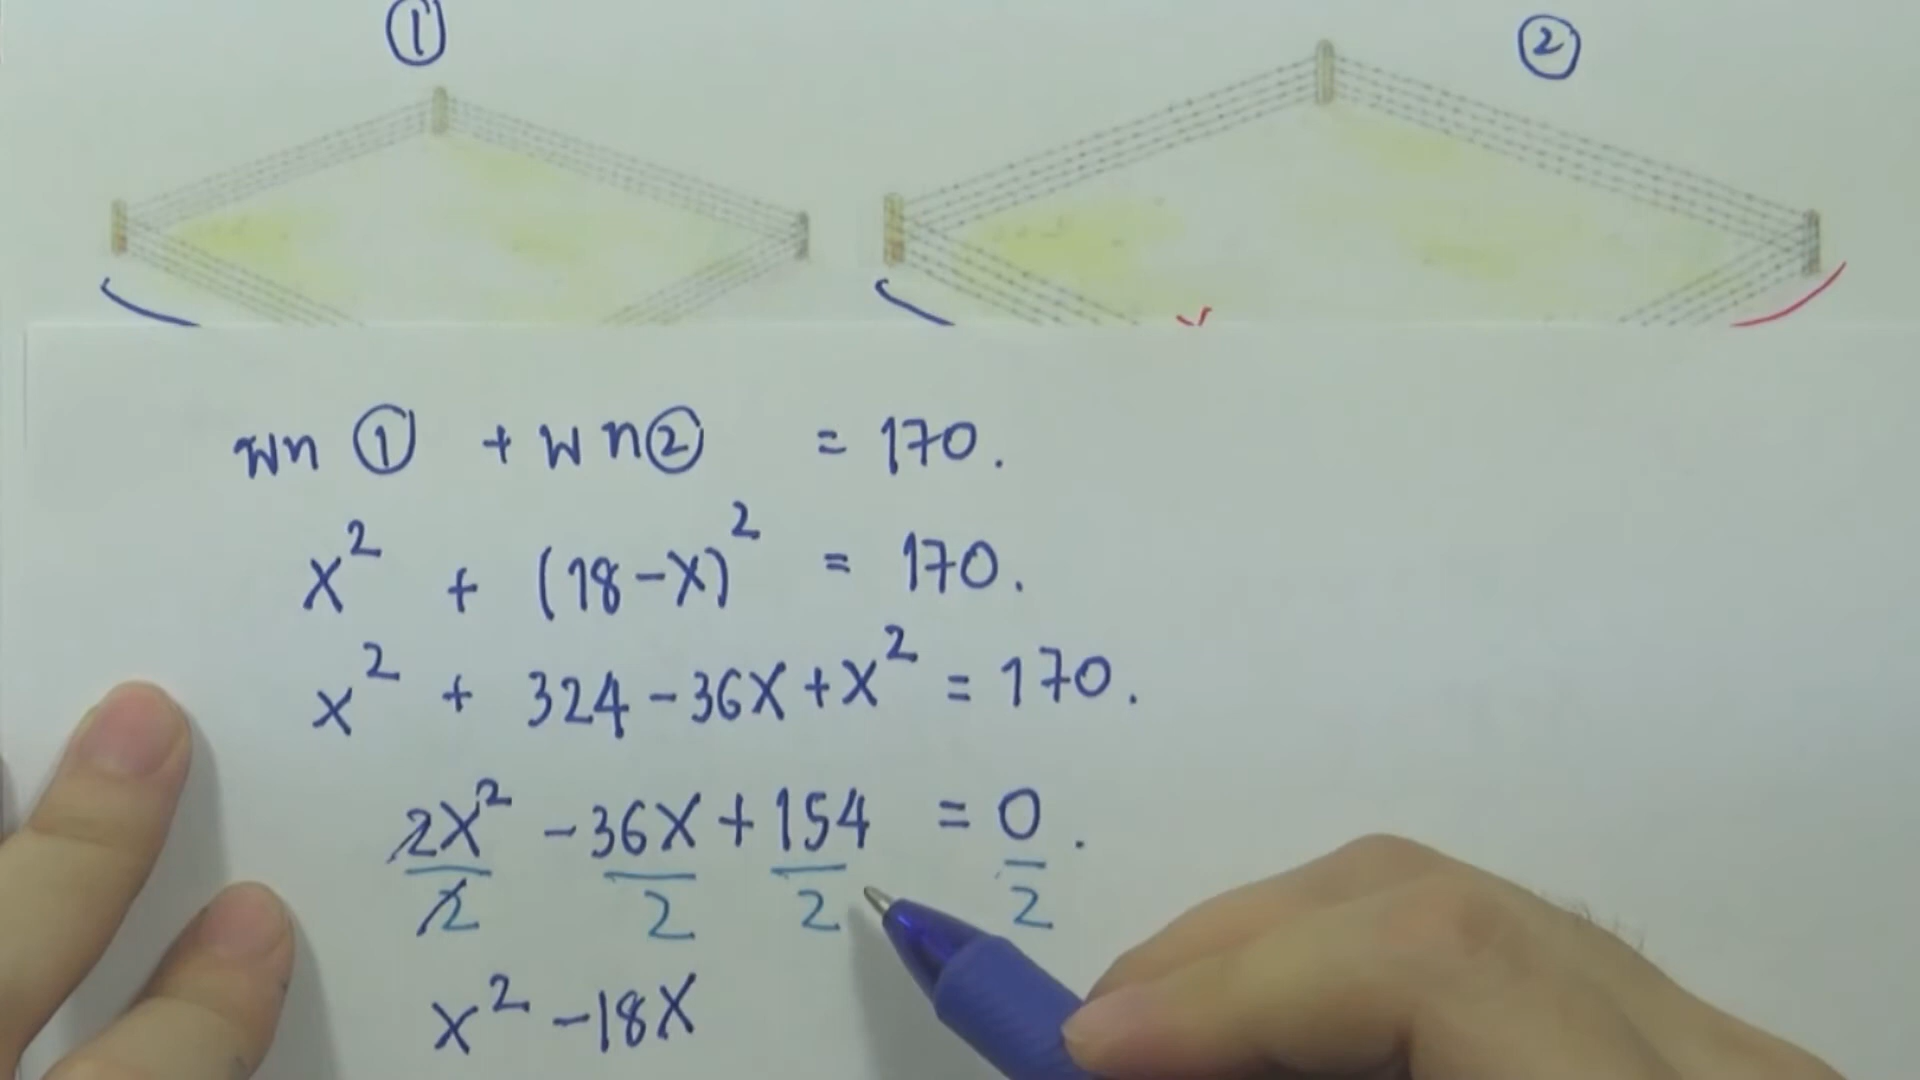 ① ②
พท ① + พท② = 170.
x² + (18-x)² = 170.
x² + 324 - 36x + x² = 170.
2x² - 36x + 154 = 0.
2 2 2 2
x² - 18x